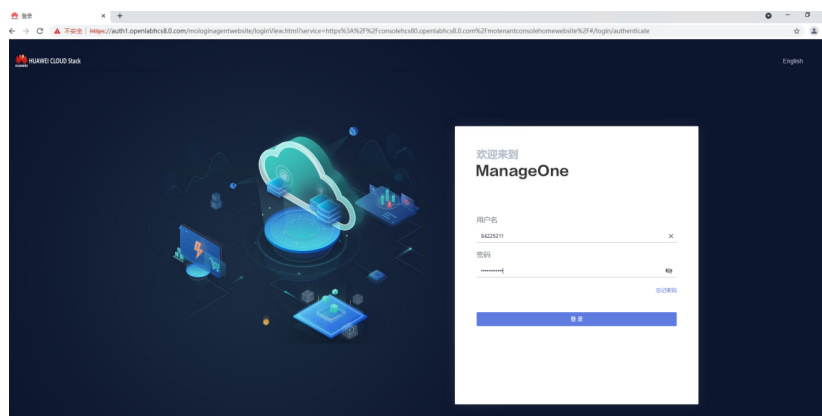 登录
不安全 | https://auth1.openlabhcs8.0.com/mologinagentwebsite/loginView.html?service=https%3A%2F%2Fconsolehcs80.openlabhcs8.0.com%2Fmotenantconsolehomewebsite%2F#/login/authenticate
HUAWEI
HUAWEI CLOUD Stack
English
欢迎来到
ManageOne
用户名
84225211
密码
忘记密码
登录